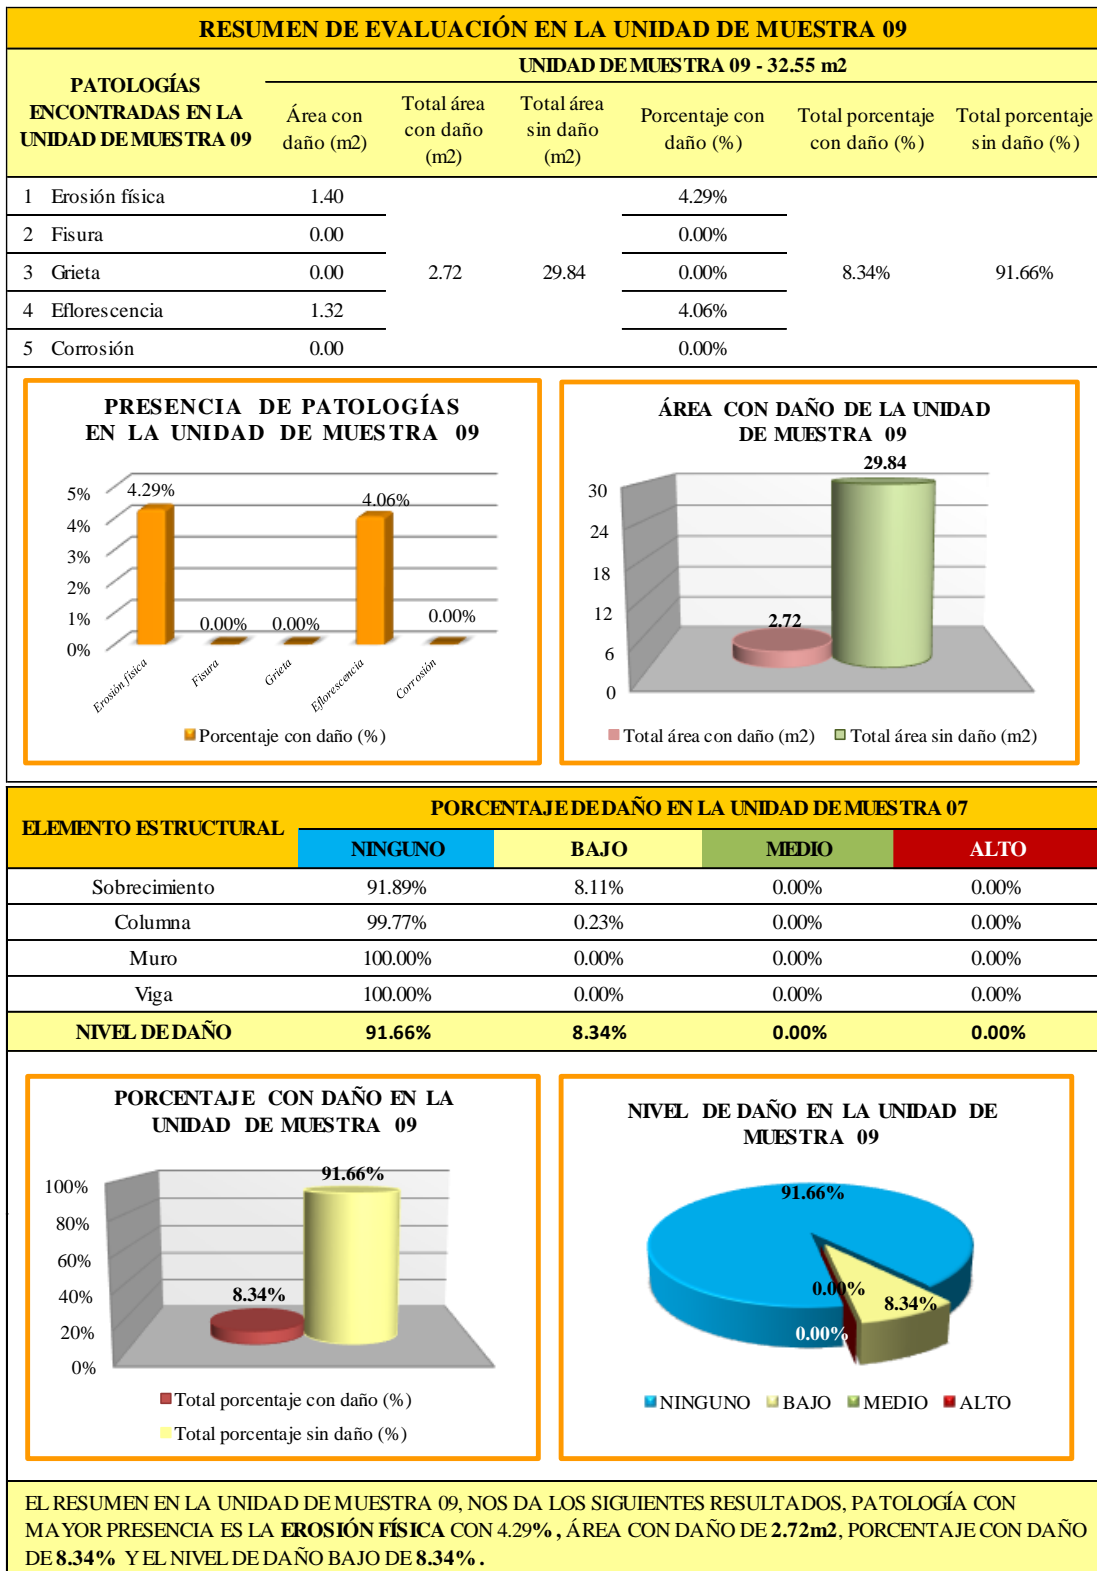 RESUMEN DE EVALUACIÓN EN LA UNIDAD DE MUESTRA 09
PATOLOGÍAS ENCONTRADAS EN LA UNIDAD DE MUESTRA 09
UNIDAD DE MUESTRA 09 - 32.55 m2
Área con daño (m2) Total área con daño (m2) Total área sin daño (m2) Porcentaje con daño (%) Total porcentaje con daño (%) Total porcentaje sin daño (%)
1 Erosión física 1.40 4.29%
2 Fisura 0.00 0.00%
3 Grieta 0.00 2.72 29.84 0.00% 8.34% 91.66%
4 Eflorescencia 1.32 4.06%
5 Corrosión 0.00 0.00%
PRESENCIA DE PATOLOGÍAS
EN LA UNIDAD DE MUESTRA 09
5%
4%
3%
2%
1%
0%
4.29%
0.00%
0.00%
4.06%
0.00%
Erosión física
Fisura
Grieta
Eflorescencia
Corrosión
Porcentaje con daño (%)
ÁREA CON DAÑO DE LA UNIDAD
DE MUESTRA 09
30
24
18
12
6
0
2.72
29.84
Total área con daño (m2) Total área sin daño (m2)
ELEMENTO ESTRUCTURAL
PORCENTAJE DE DAÑO EN LA UNIDAD DE MUESTRA 07
NINGUNO BAJO MEDIO ALTO
Sobrecimiento 91.89% 8.11% 0.00% 0.00%
Columna 99.77% 0.23% 0.00% 0.00%
Muro 100.00% 0.00% 0.00% 0.00%
Viga 100.00% 0.00% 0.00% 0.00%
NIVEL DE DAÑO 91.66% 8.34% 0.00% 0.00%
PORCENTAJE CON DAÑO EN LA
UNIDAD DE MUESTRA 09
100%
80%
60%
40%
20%
0%
8.34%
91.66%
Total porcentaje con daño (%)
Total porcentaje sin daño (%)
NIVEL DE DAÑO EN LA UNIDAD DE
MUESTRA 09
91.66%
0.00%
8.34%
0.00%
NINGUNO BAJO MEDIO ALTO
EL RESUMEN EN LA UNIDAD DE MUESTRA 09, NOS DA LOS SIGUIENTES RESULTADOS, PATOLOGÍA CON
MAYOR PRESENCIA ES LA EROSIÓN FÍSICA CON 4.29%, ÁREA CON DAÑO DE 2.72m2, PORCENTAJE CON DAÑO
DE 8.34% Y EL NIVEL DE DAÑO BAJO DE 8.34%.